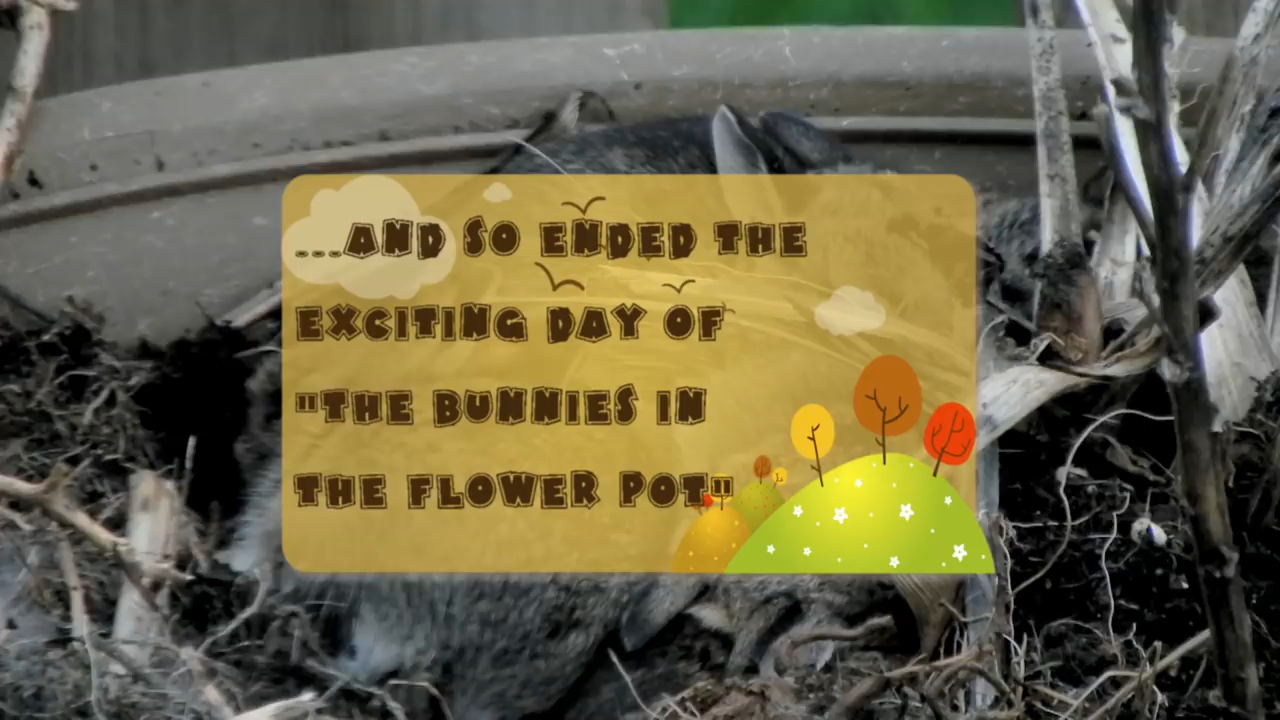 ...AND SO ENDED THE
EXCITING DAY OF
"THE BUNNIES IN
THE FLOWER POT"